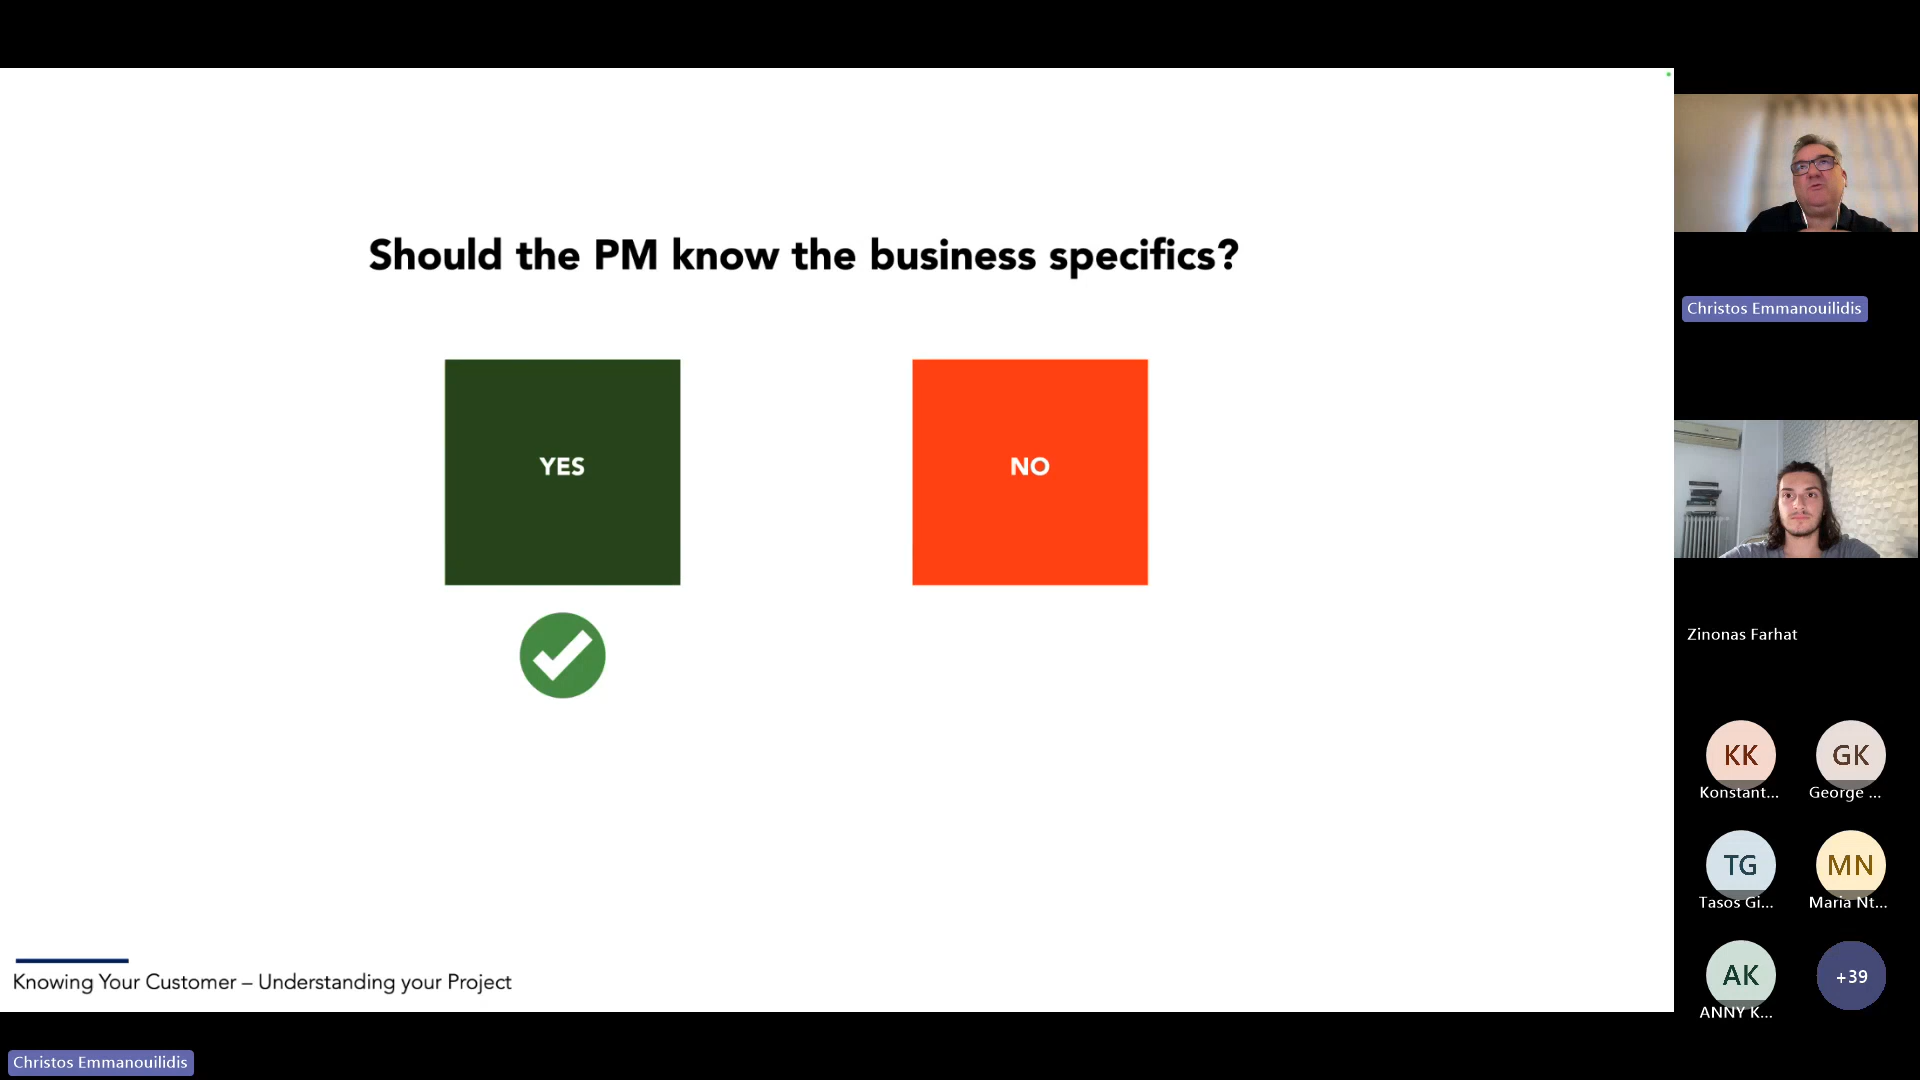 Should the PM know the business specifics?
YES
NO
Knowing Your Customer – Understanding your Project
Christos Emmanouilidis
Christos Emmanouilidis
Zinonas Farhat
KK
GK
Konstant...
George ...
TG
MN
Tasos Gi...
Maria Nt...
AK
+39
ANNY K...